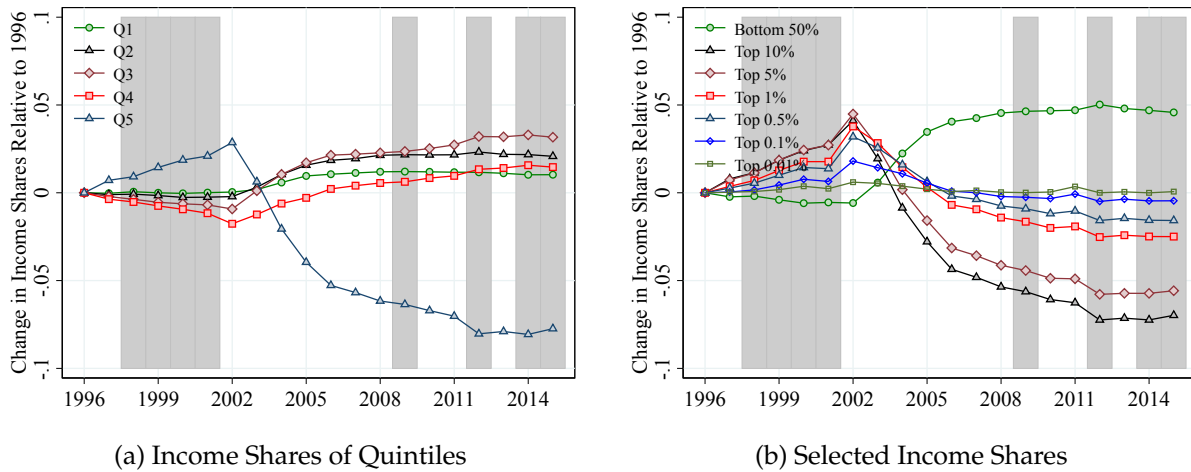 Change in Income Shares Relative to 1996
.1
.05
0
-.05
-.1
Q1
Q2
Q3
Q4
Q5
1996 1999 2002 2005 2008 2011 2014
(a) Income Shares of Quintiles
Change in Income Shares Relative to 1996
.1
.05
0
-.05
-.1
Bottom 50%
Top 10%
Top 5%
Top 1%
Top 0.5%
Top 0.1%
Top 0.01%
1996 1999 2002 2005 2008 2011 2014
(b) Selected Income Shares